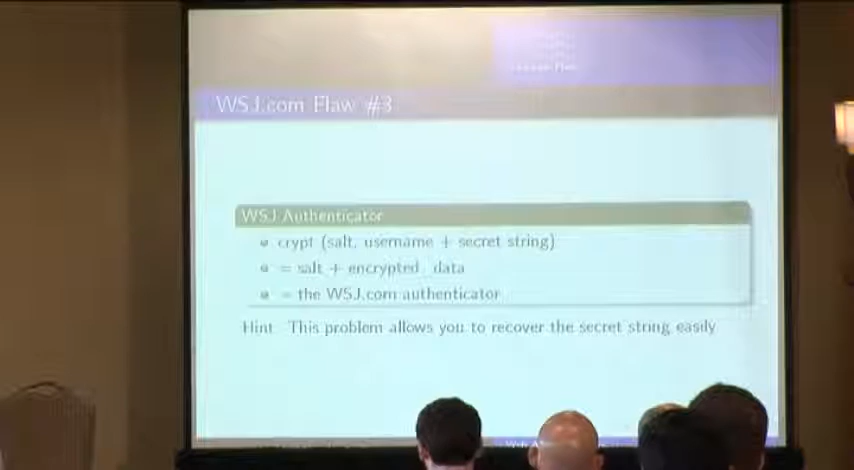 WSJ.com Flaw #3
WSJ Authenticator
crypt (salt, username + secret string)
= salt + encrypted_data
= the WSJ.com authenticator
Hint: This problem allows you to recover the secret string easily